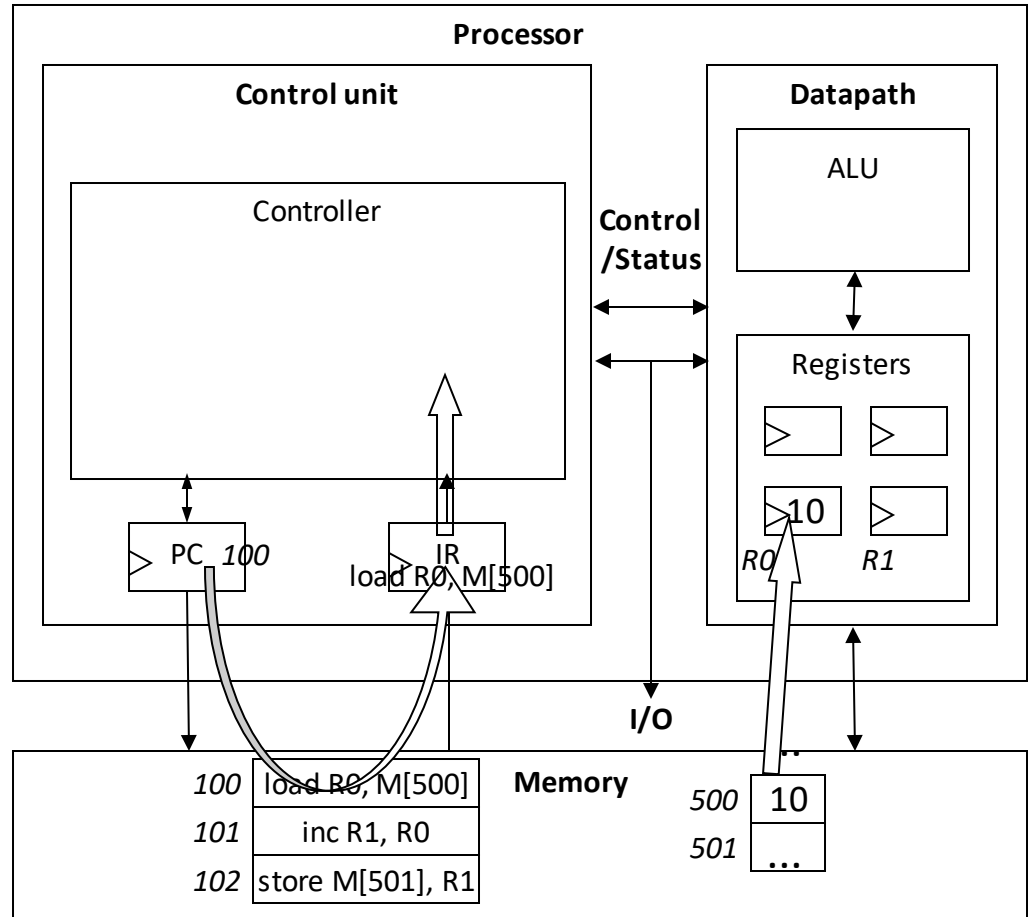 Processor
Control unit
Datapath
ALU
Controller
Control
/Status
Registers
10
PC 100
IR
load R0, M[500]
R0
R1
I/O
..
Memory
100 load R0, M[500]
500 10
101 inc R1, R0
501 ...
102 store M[501], R1